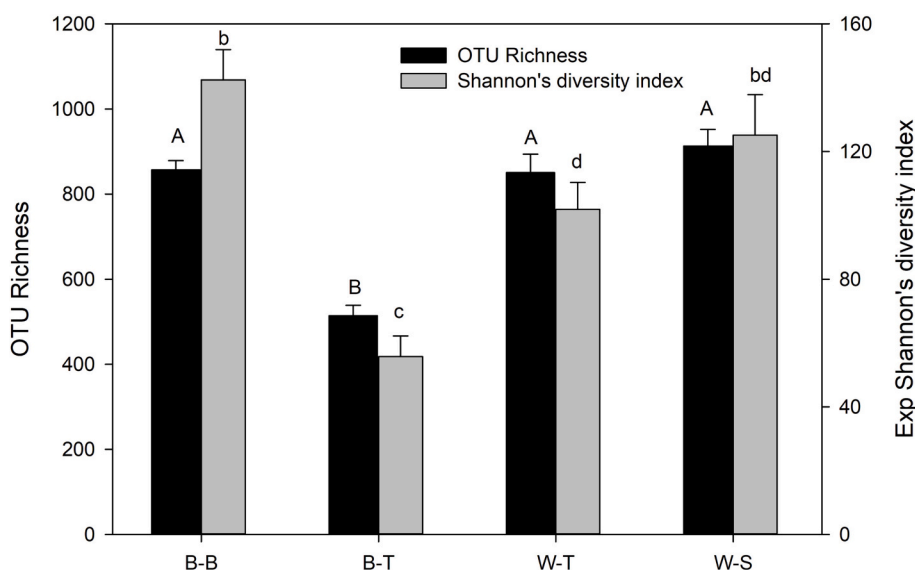 1200
1000
800
600
400
200
0
OTU Richness
160
120
80
40
0
Exp Shannon's diversity index
OTU Richness
Shannon's diversity index
A
b
B
c
A
d
A
bd
B-B
B-T
W-T
W-S